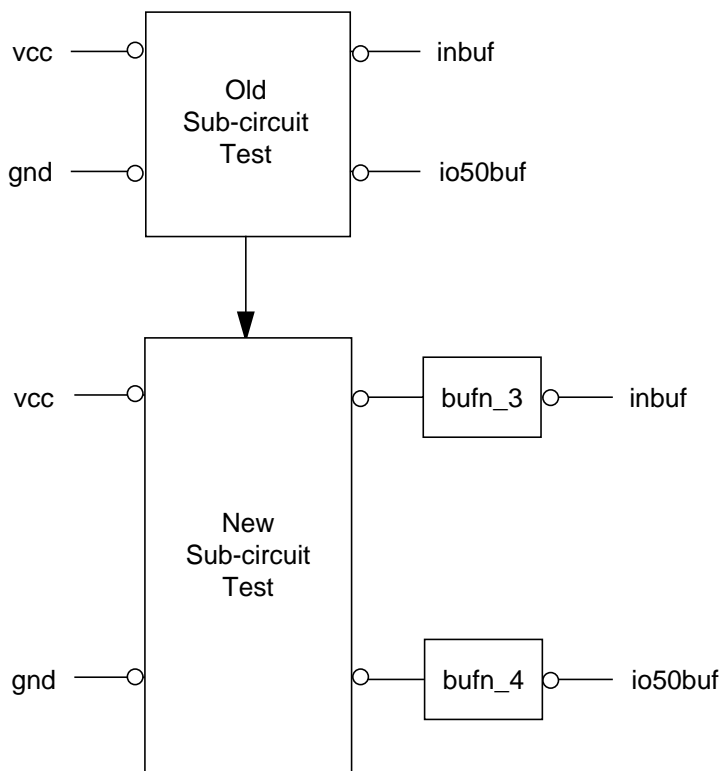 vcc
inbuf
Old
Sub-circuit
Test
gnd
io50buf
vcc
bufn_3
inbuf
New
Sub-circuit
Test
gnd
bufn_4
io50buf